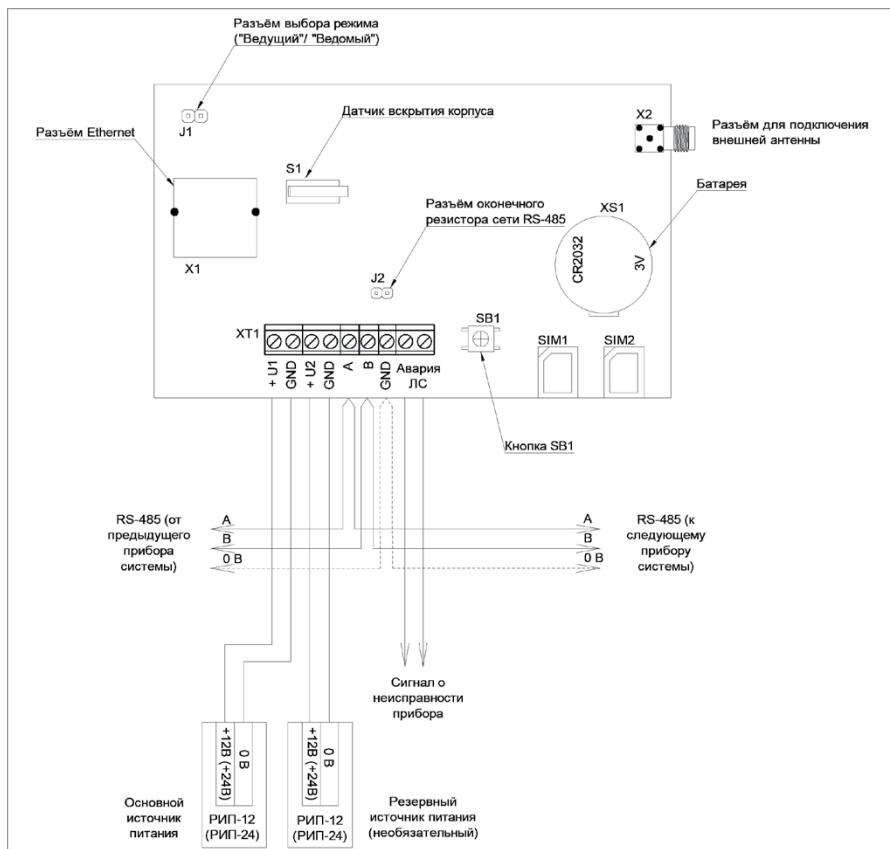 Разъём выбора режима
("Ведущий"/ "Ведомый")
J1
Датчик вскрытия корпуса
X2
Разъём Ethernet
Разъём для подключения
внешней антенны
S1
Батарея
XS1
Разъём оконечного
резистора сети RS-485
CR2032
3V
X1
J2
SB1
XT1
SIM1
SIM2
+ U1
GND
+ U2
GND
A
B
GND
Авария
ЛС
Кнопка SB1
RS-485 (от
предыдущего
прибора
системы)
A
B
0 В
A
B
0 В
RS-485 (к
следующему
прибору
системы)
Сигнал о
неисправности
прибора
+12В (+24В)
0 В
+12В (+24В)
0 В
Основной
источник
питания
РИП-12
(РИП-24)
РИП-12
(РИП-24)
Резервный
источник питания
(необязательный)